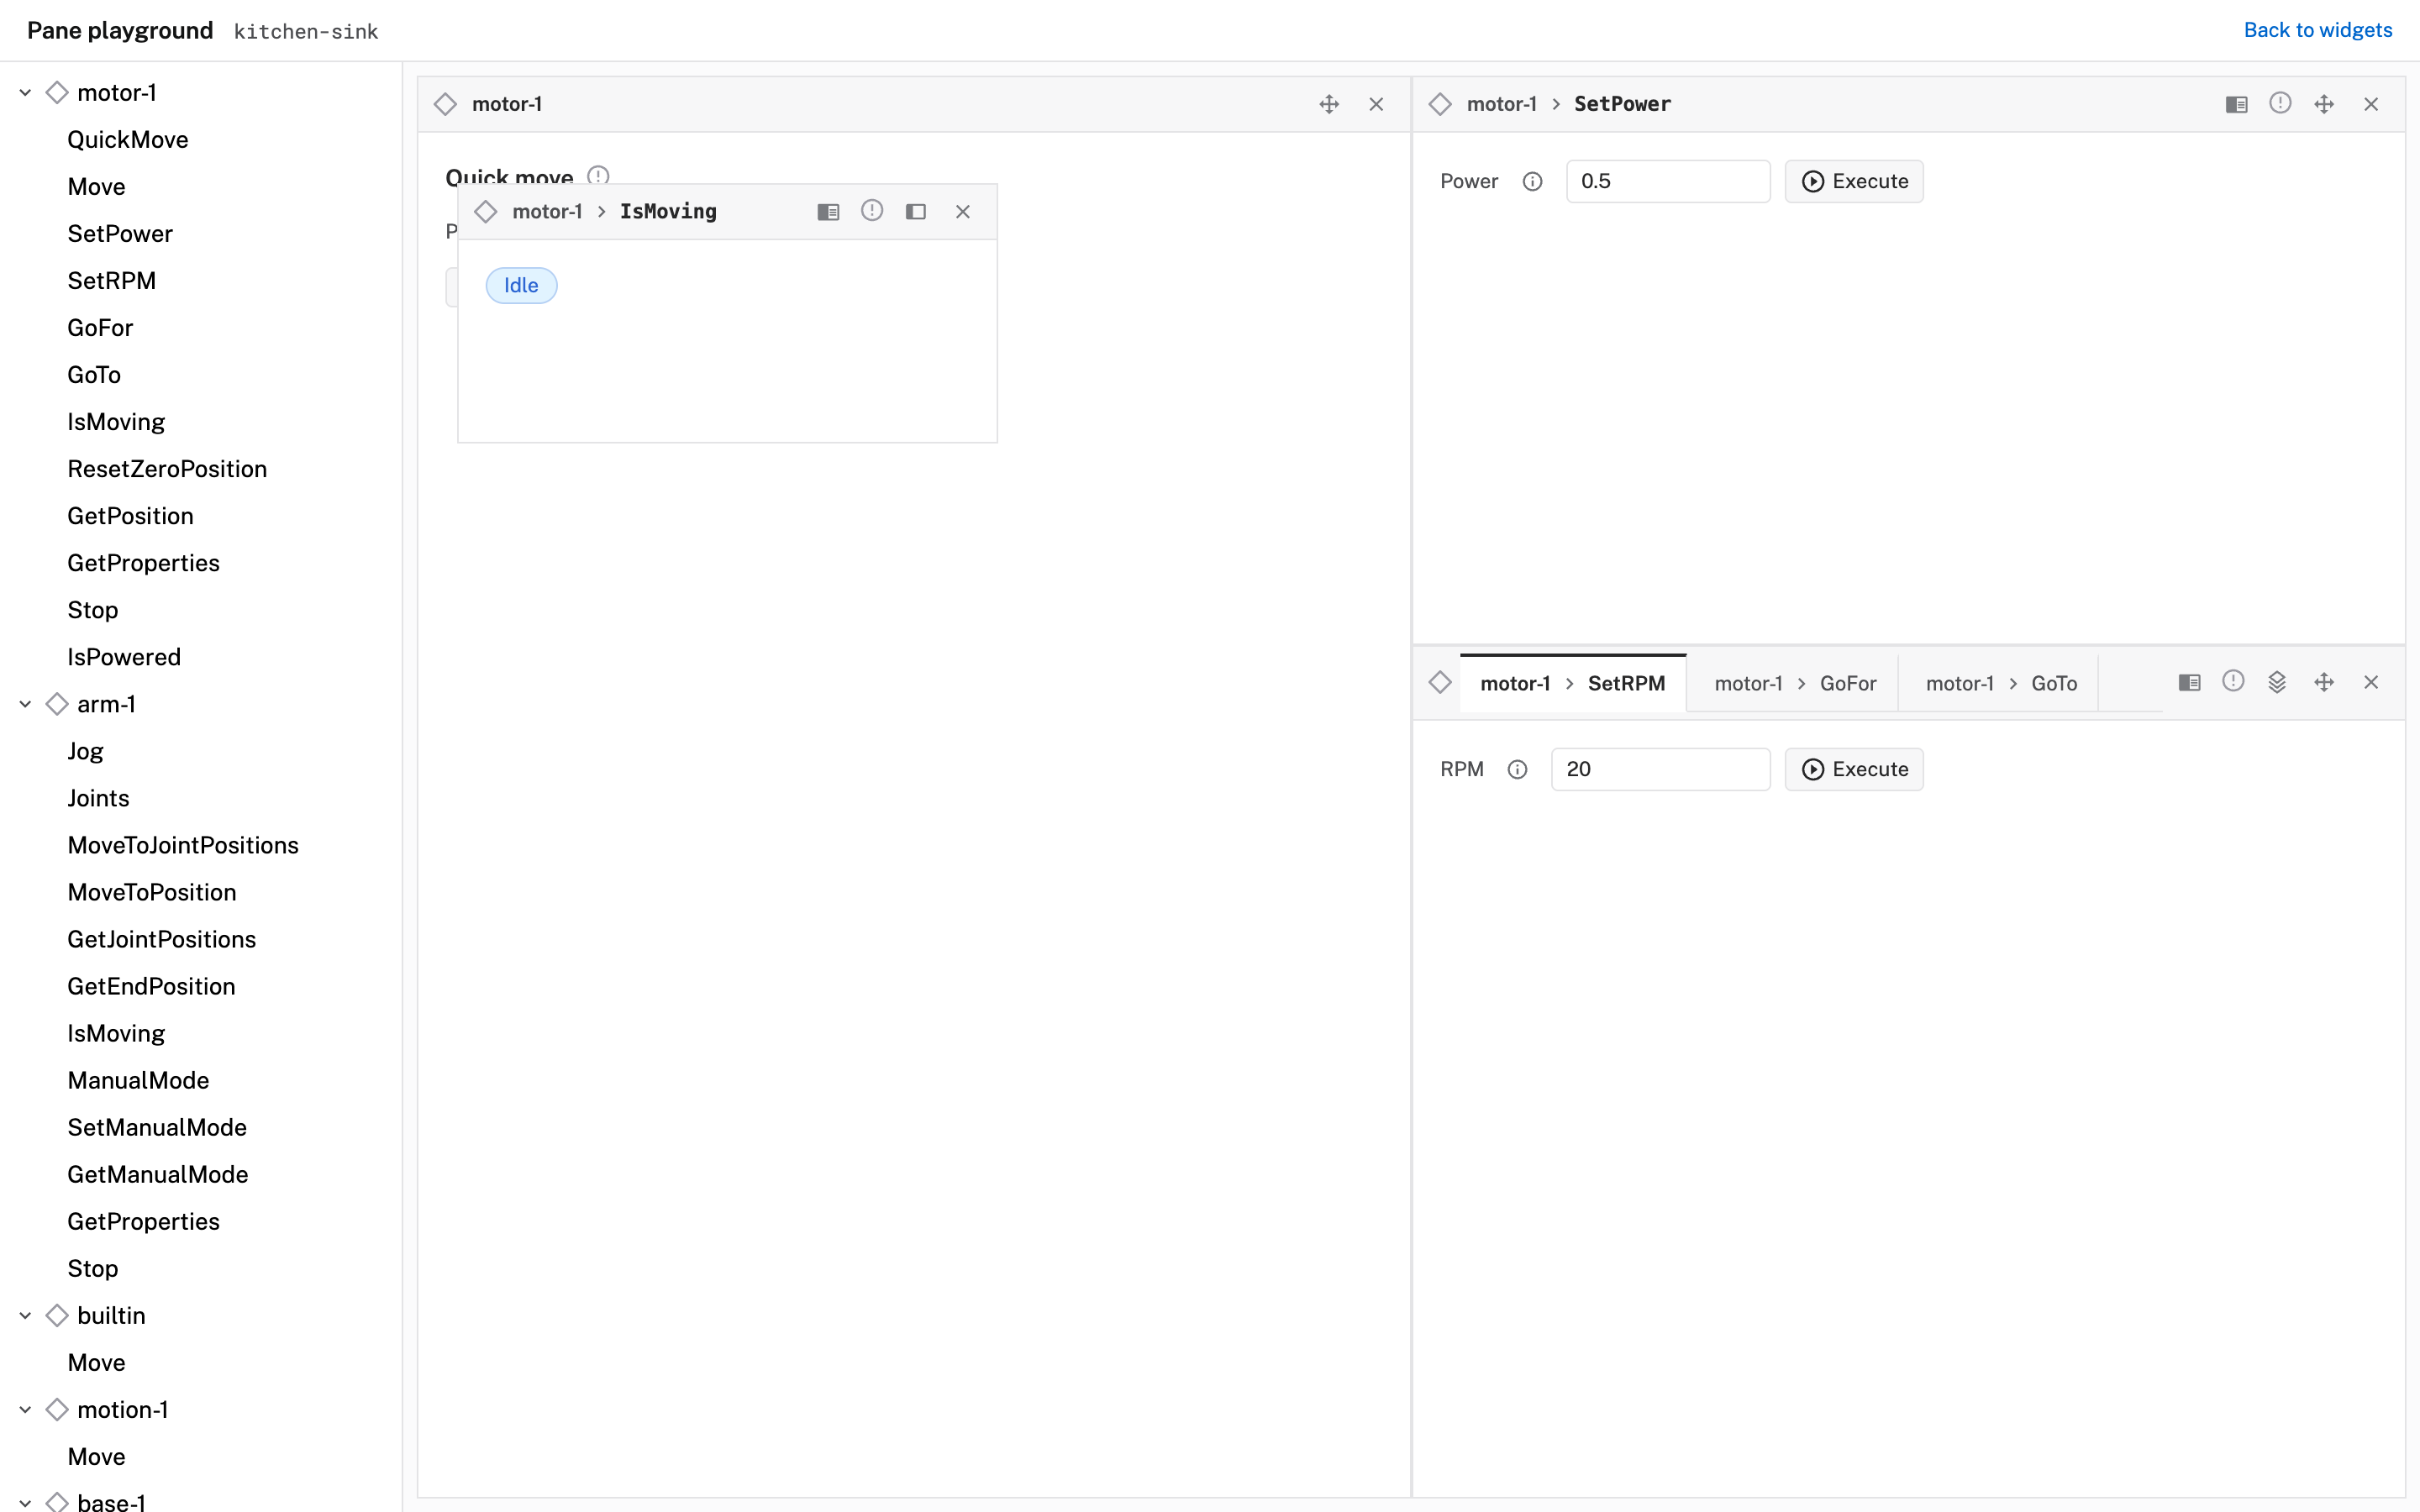 Pane playground kitchen-sink
Back to widgets
motor-1
QuickMove
Move
SetPower
SetRPM
GoFor
GoTo
IsMoving
ResetZeroPosition
GetPosition
GetProperties
Stop
IsPowered
arm-1
Jog
Joints
MoveToJointPositions
MoveToPosition
GetJointPositions
GetEndPosition
IsMoving
ManualMode
SetManualMode
GetManualMode
GetProperties
Stop
builtin
Move
motion-1
Move
base-1
motor-1
Quick move
P
motor-1 > IsMoving
Idle
motor-1 > SetPower
Power 0.5 Execute
motor-1 > SetRPM motor-1 > GoFor motor-1 > GoTo
RPM 20 Execute